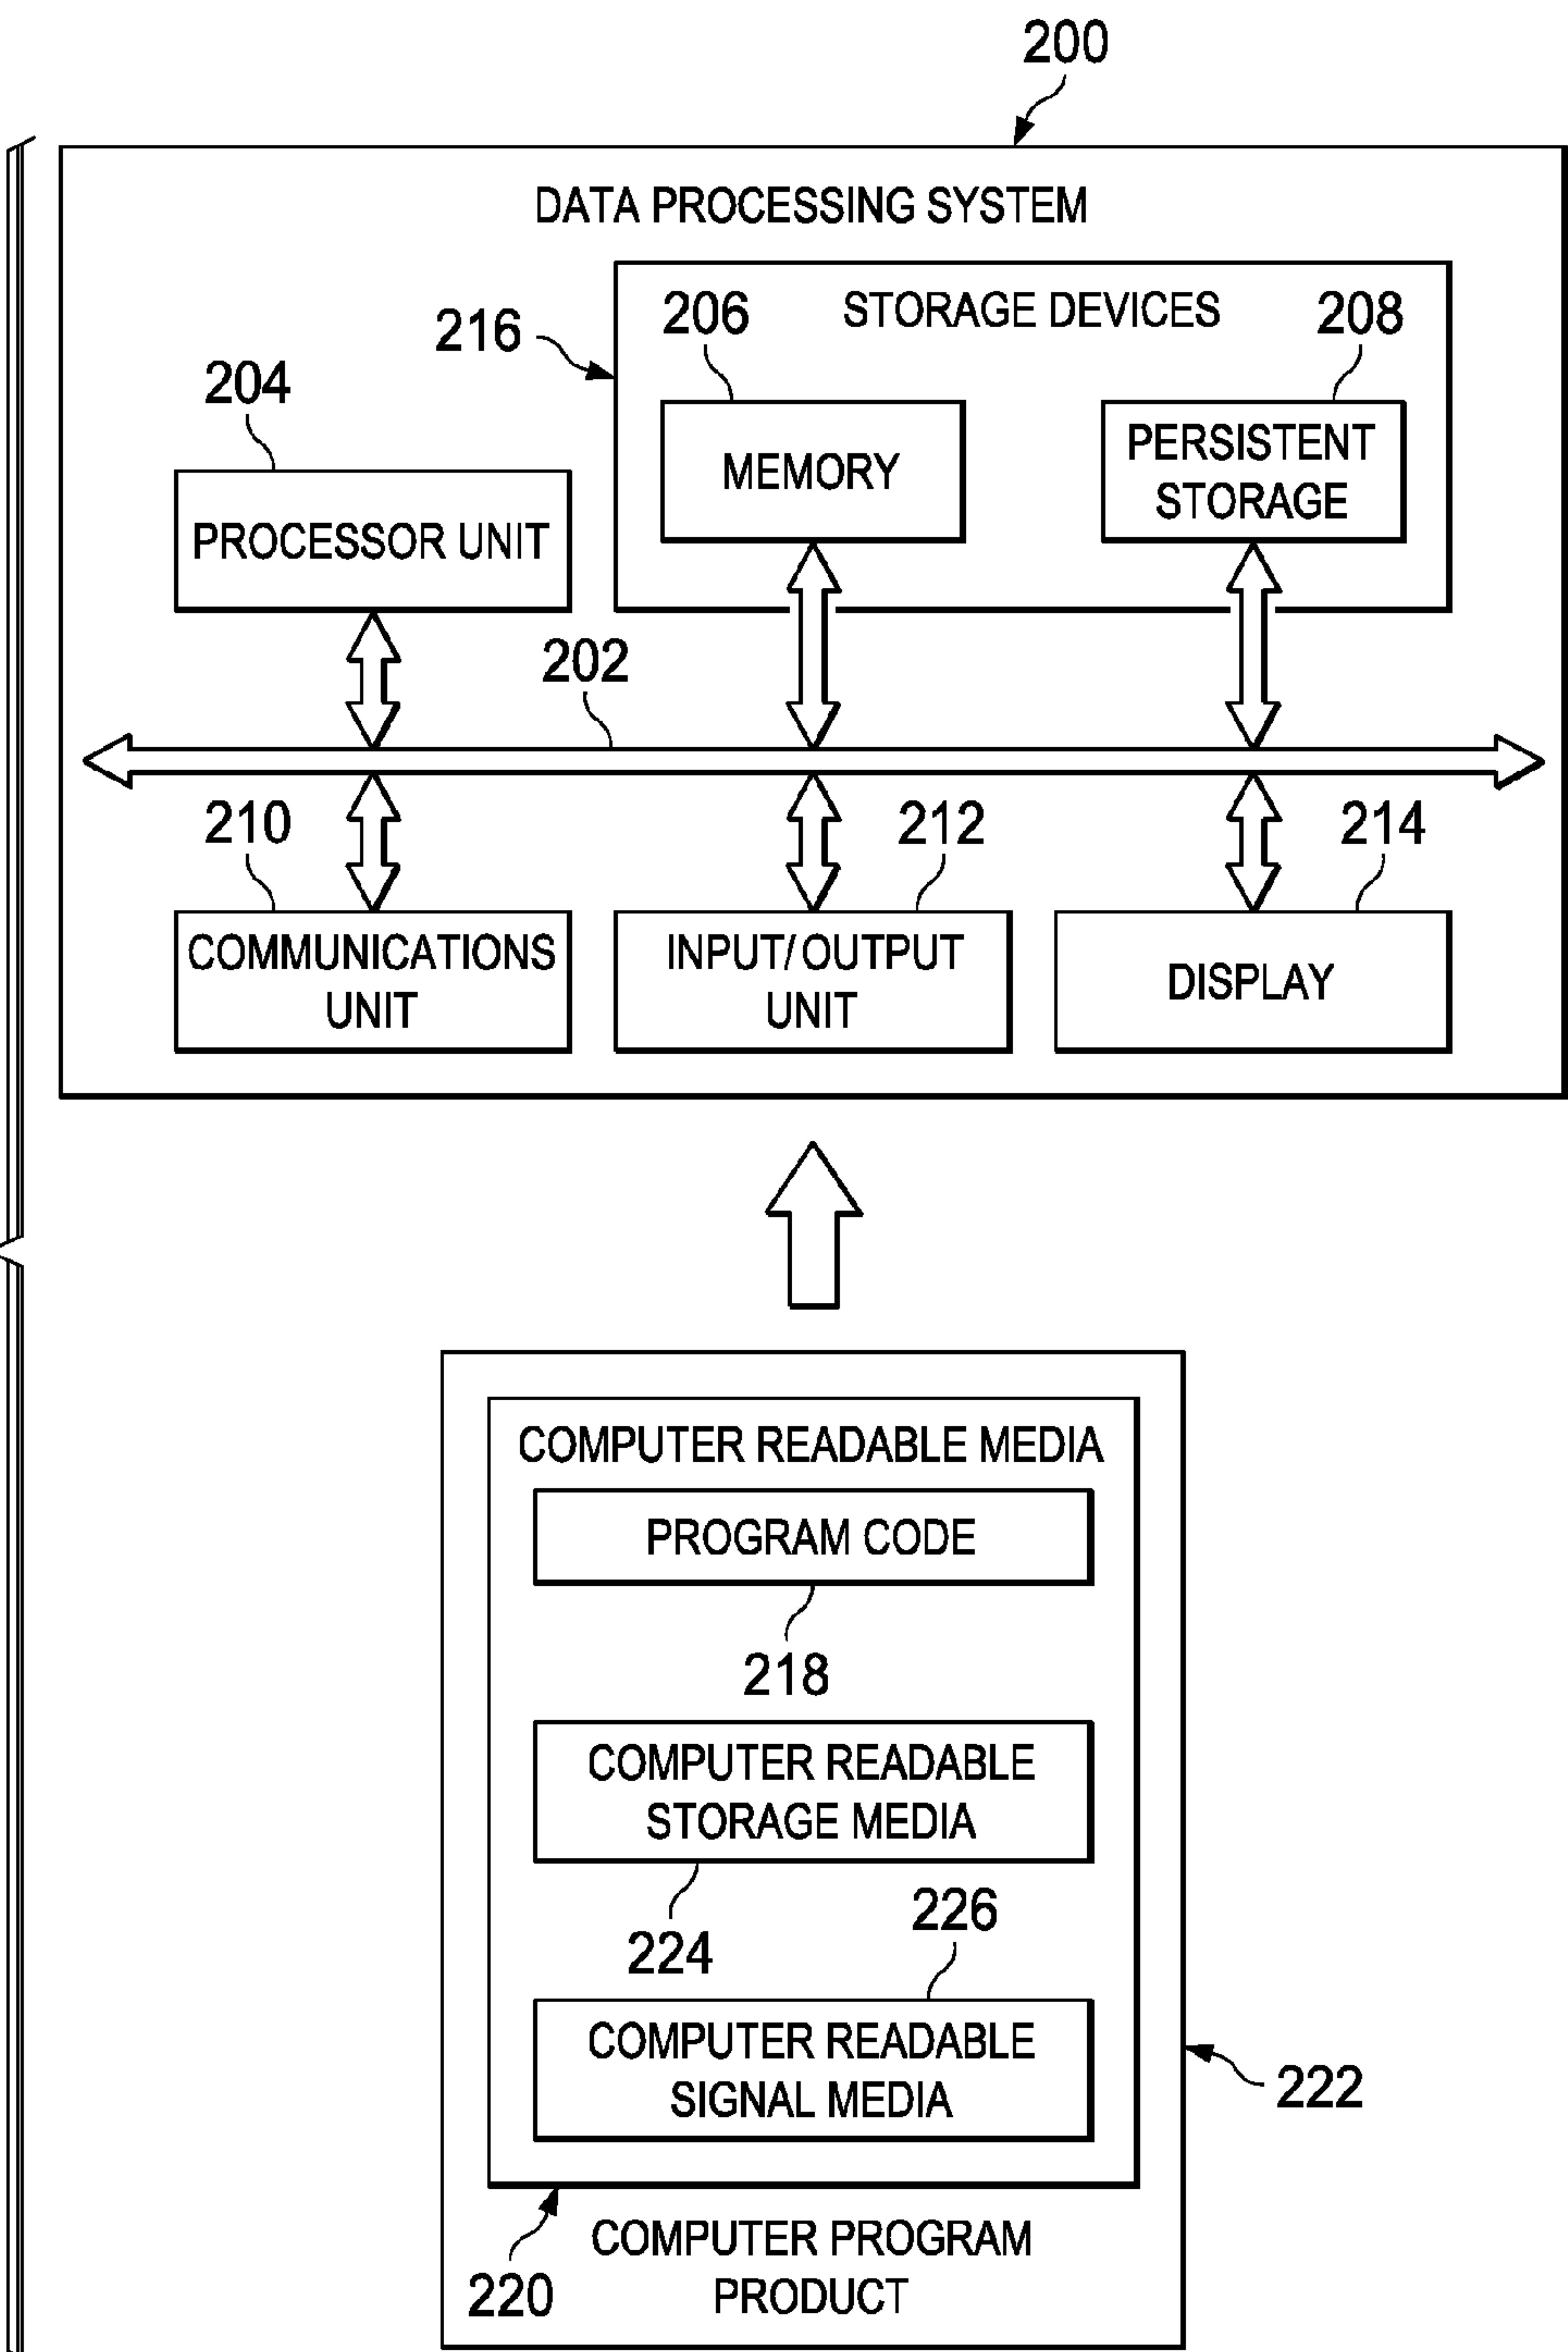 200
DATA PROCESSING SYSTEM
216
206
STORAGE DEVICES
208
204
MEMORY
PERSISTENT
STORAGE
PROCESSOR UNIT
202
210
212
214
COMMUNICATIONS
UNIT
INPUT/OUTPUT
UNIT
DISPLAY
COMPUTER READABLE MEDIA
PROGRAM CODE
218
COMPUTER READABLE
STORAGE MEDIA
224
226
COMPUTER READABLE
SIGNAL MEDIA
222
220
COMPUTER PROGRAM
PRODUCT